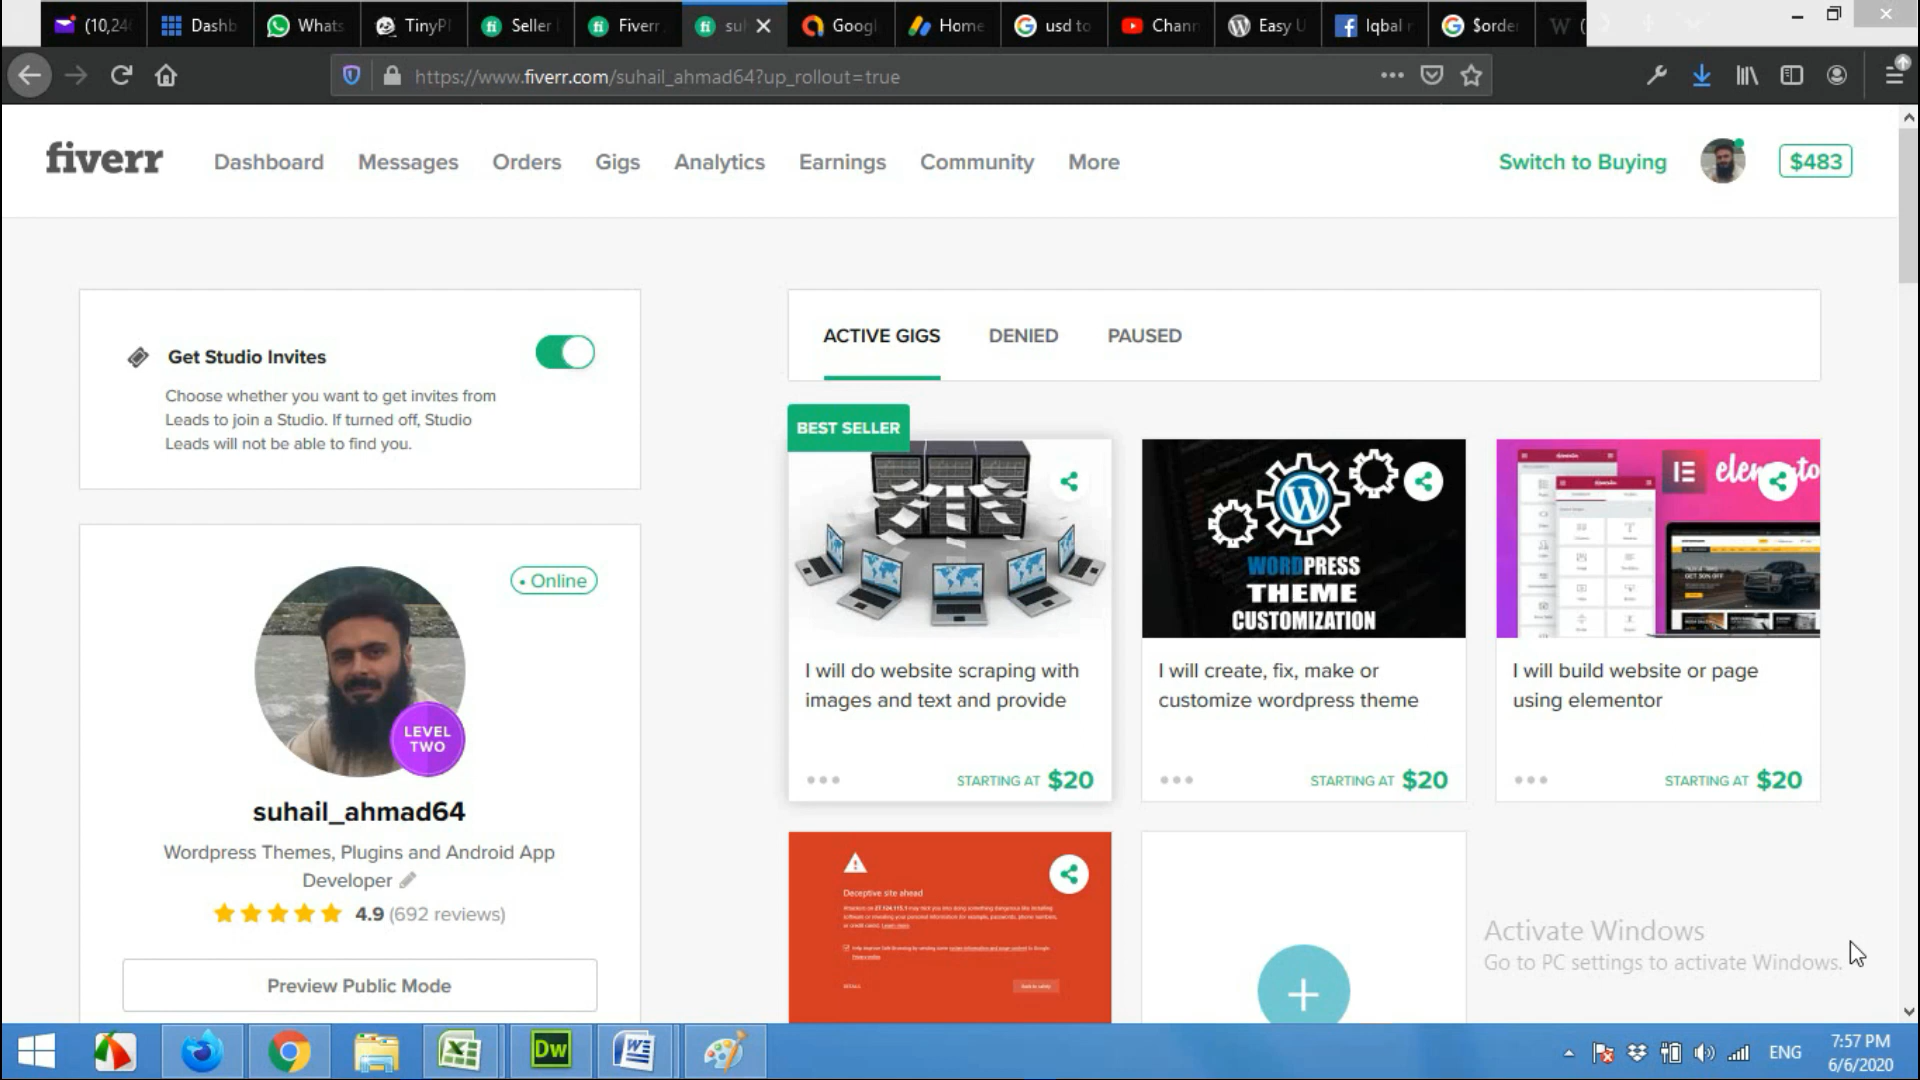 (10,24
Dashb
Whats
TinyP
Seller
Fiverr
su
Googl
Home
usd to
Chann
Easy U
Iqbal
$orde
W (
https://www.fiverr.com/suhail_ahmad64?up_rollout=true
fiverr
Dashboard
Messages
Orders
Gigs
Analytics
Earnings
Community
More
Switch to Buying
$483
Get Studio Invites
Choose whether you want to get invites from
Leads to join a Studio. If turned off, Studio
Leads will not be able to find you.
• Online
LEVEL
TWO
suhail_ahmad64
Wordpress Themes, Plugins and Android App
Developer
4.9 (692 reviews)
Preview Public Mode
ACTIVE GIGS
DENIED
PAUSED
BEST SELLER
I will do website scraping with
images and text and provide
STARTING AT $20
WORDPRESS
THEME
CUSTOMIZATION
I will create, fix, make or
customize wordpress theme
STARTING AT $20
elemento
I will build website or page
using elementor
STARTING AT $20
Deceptive site ahead
Activate Windows
Go to PC settings to activate Windows.
Dw
ENG
7:57 PM
6/6/2020